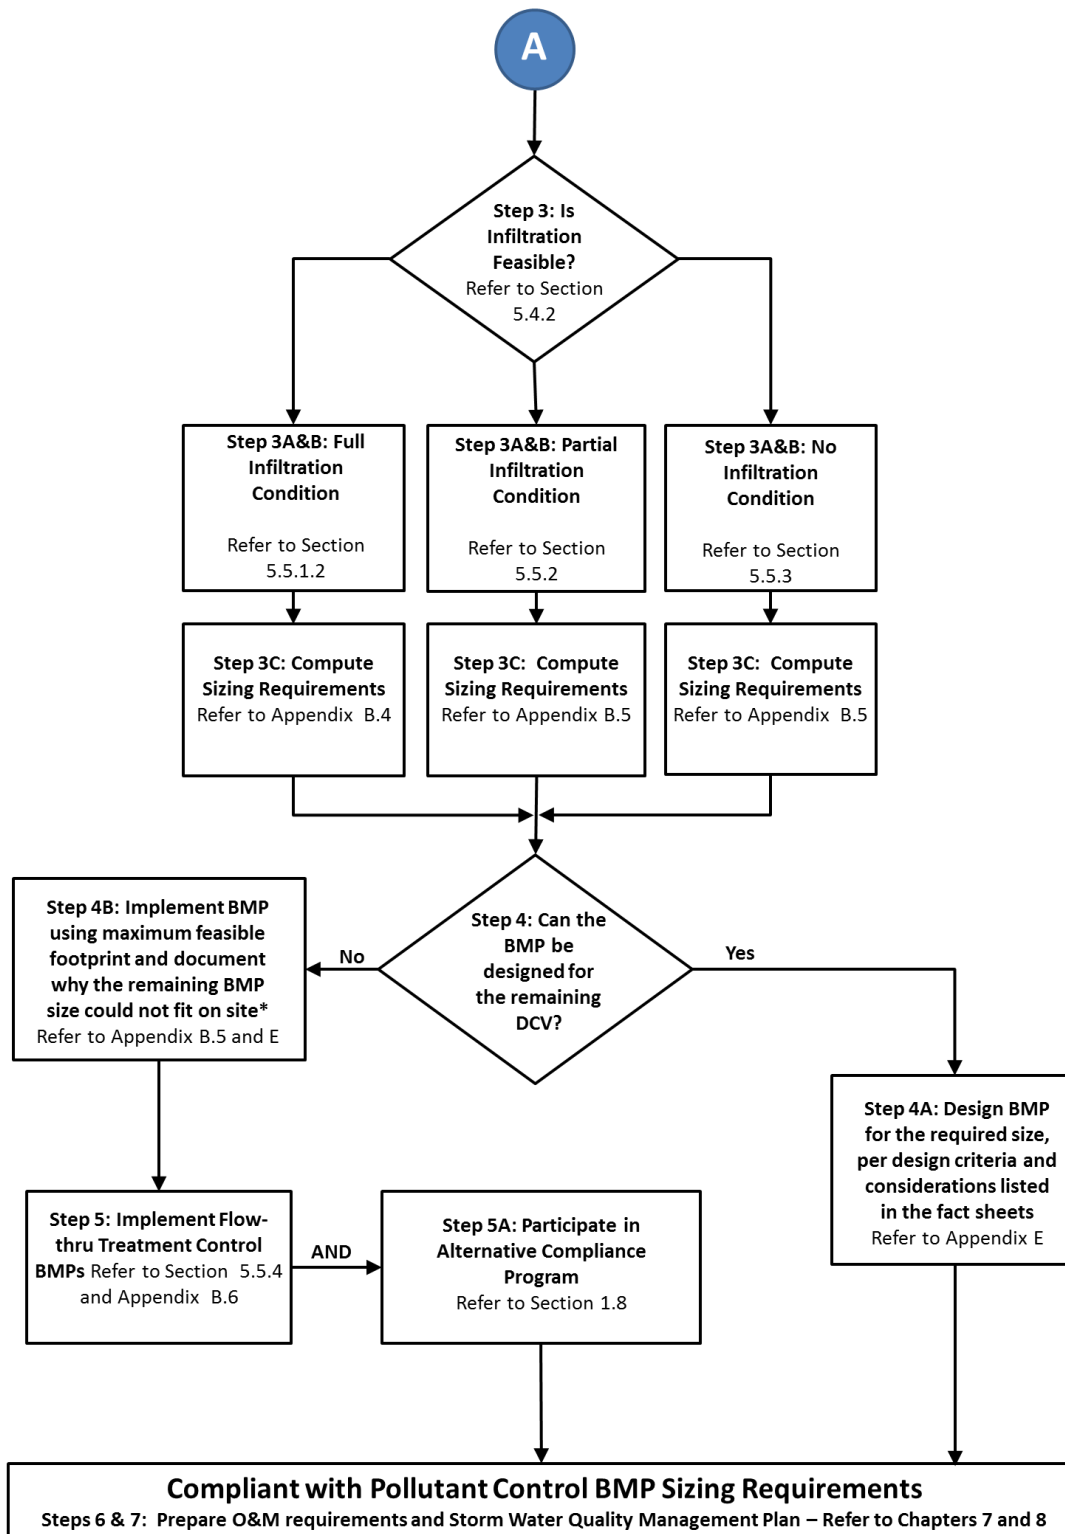 A
Step 3: Is
Infiltration
Feasible?
Refer to Section
5.4.2
Step 3A&B: Full
Infiltration
Condition
Refer to Section
5.5.1.2
Step 3A&B: Partial
Infiltration
Condition
Refer to Section
5.5.2
Step 3A&B: No
Infiltration
Condition
Refer to Section
5.5.3
Step 3C: Compute
Sizing Requirements
Refer to Appendix B.4
Step 3C: Compute
Sizing Requirements
Refer to Appendix B.5
Step 3C: Compute
Sizing Requirements
Refer to Appendix B.5
Step 4: Can the
BMP be
designed for
the remaining
DCV?
No
Yes
Step 4B: Implement BMP
using maximum feasible
footprint and document
why the remaining BMP
size could not fit on site*
Refer to Appendix B.5 and E
Step 4A: Design BMP
for the required size,
per design criteria and
considerations listed
in the fact sheets
Refer to Appendix E
Step 5: Implement Flow-
thru Treatment Control
BMPs Refer to Section 5.5.4
and Appendix B.6
AND
Step 5A: Participate in
Alternative Compliance
Program
Refer to Section 1.8
Compliant with Pollutant Control BMP Sizing Requirements
Steps 6 & 7: Prepare O&M requirements and Storm Water Quality Management Plan – Refer to Chapters 7 and 8